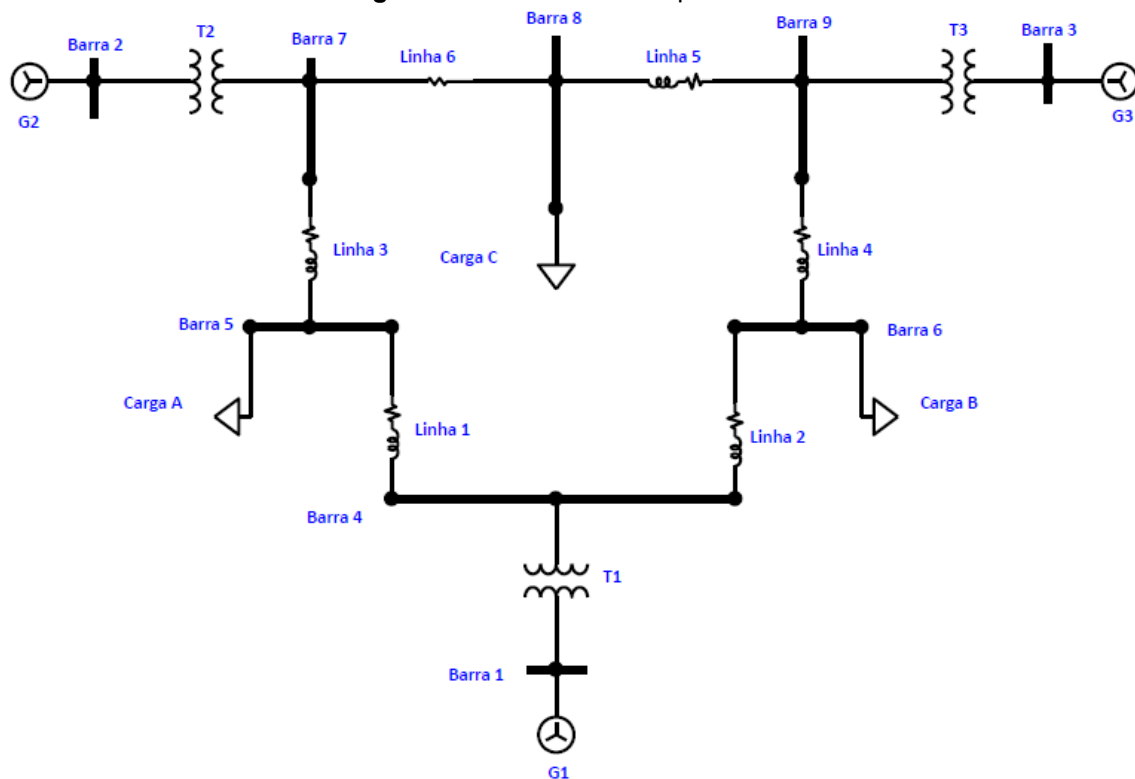 Barra 2
T2
Barra 7
Linha 6
Barra 8
Linha 5
Barra 9
T3
Barra 3
G2
G3
Linha 3
Carga C
Linha 4
Barra 5
Barra 6
Carga A
Linha 1
Linha 2
Carga B
Barra 4
T1
Barra 1
G1